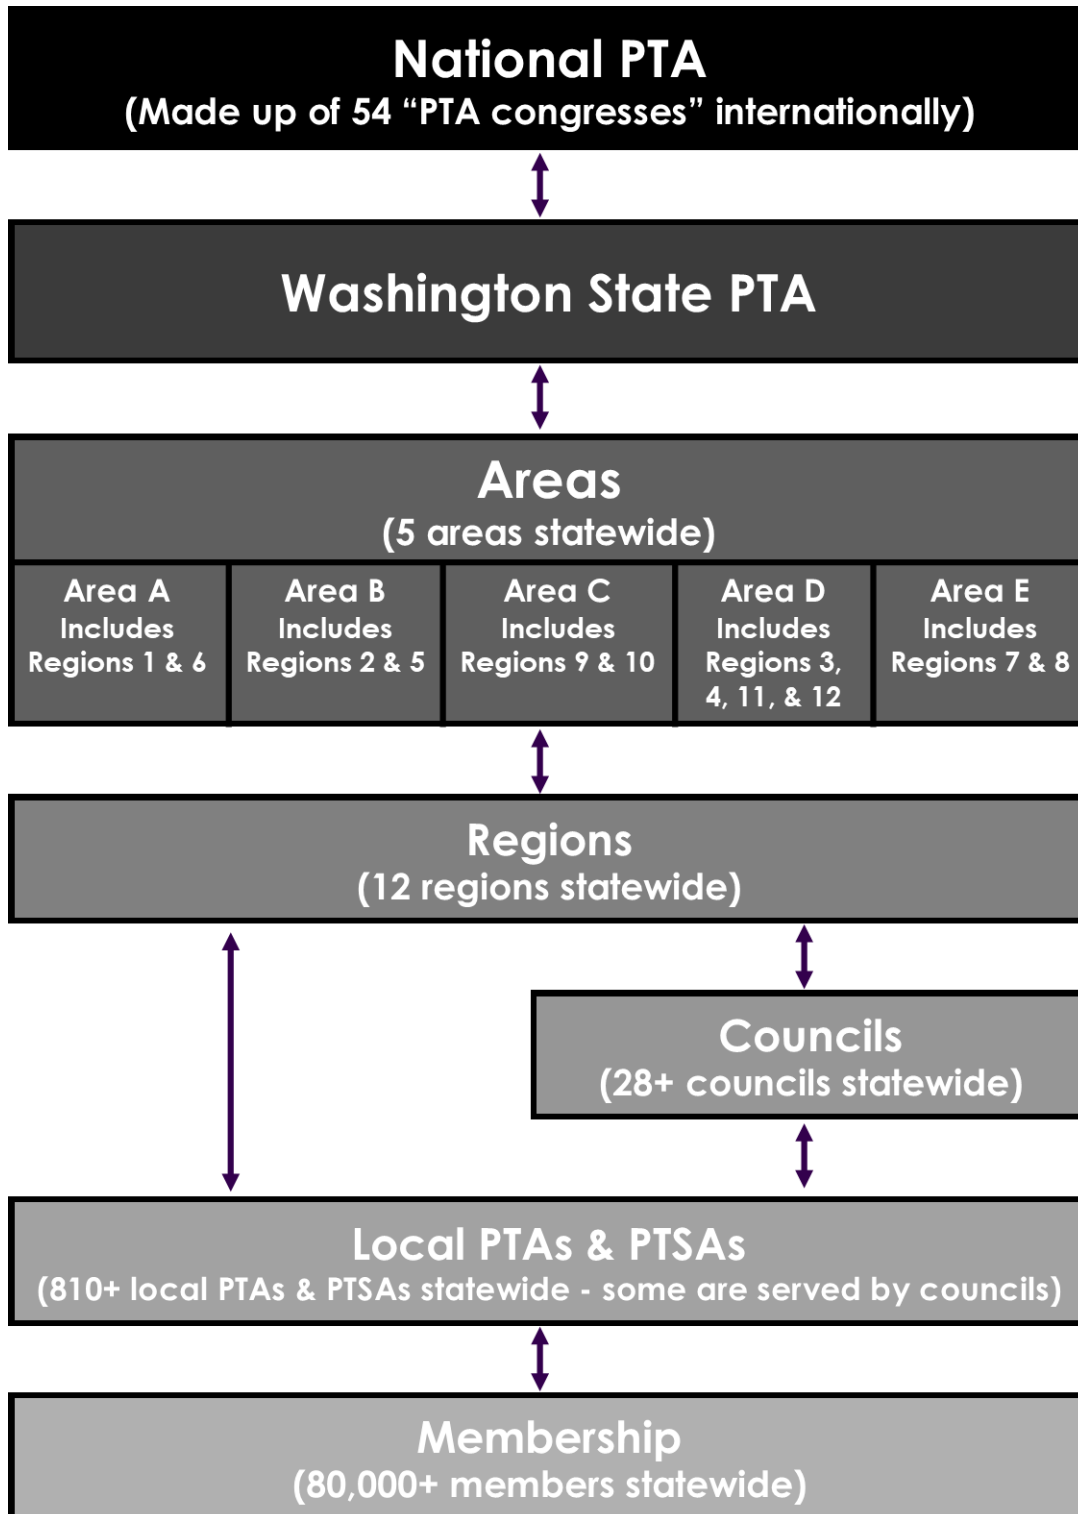 National PTA
(Made up of 54 “PTA congresses” internationally)
Washington State PTA
Areas
(5 areas statewide)
Area A
Includes
Regions 1 & 6
Area B
Includes
Regions 2 & 5
Area C
Includes
Regions 9 & 10
Area D
Includes
Regions 3,
4, 11, & 12
Area E
Includes
Regions 7 & 8
Regions
(12 regions statewide)
Councils
(28+ councils statewide)
Local PTAs & PTSAs
(810+ local PTAs & PTSAs statewide - some are served by councils)
Membership
(80,000+ members statewide)